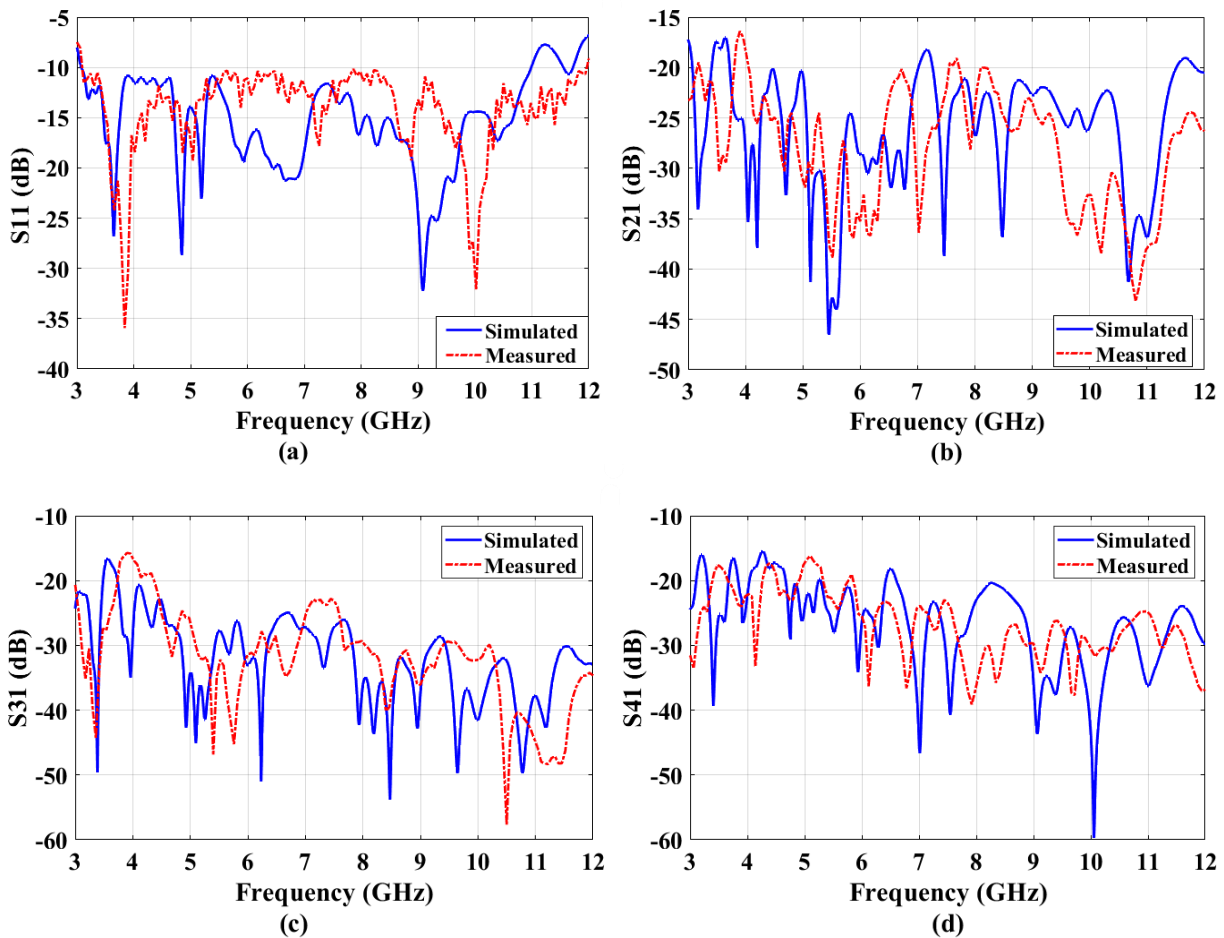 -5
-10
-15
-20
-25
-30
-35
-40
S11 (dB)
Simulated
Measured
3 4 5 6 7 8 9 10 11 12
Frequency (GHz)
(a)
-15
-20
-25
-30
-35
-40
-45
-50
S21 (dB)
Simulated
Measured
3 4 5 6 7 8 9 10 11 12
Frequency (GHz)
(b)
-10
-20
-30
-40
-50
-60
S31 (dB)
Simulated
Measured
3 4 5 6 7 8 9 10 11 12
Frequency (GHz)
(c)
-10
-20
-30
-40
-50
-60
S41 (dB)
Simulated
Measured
3 4 5 6 7 8 9 10 11 12
Frequency (GHz)
(d)